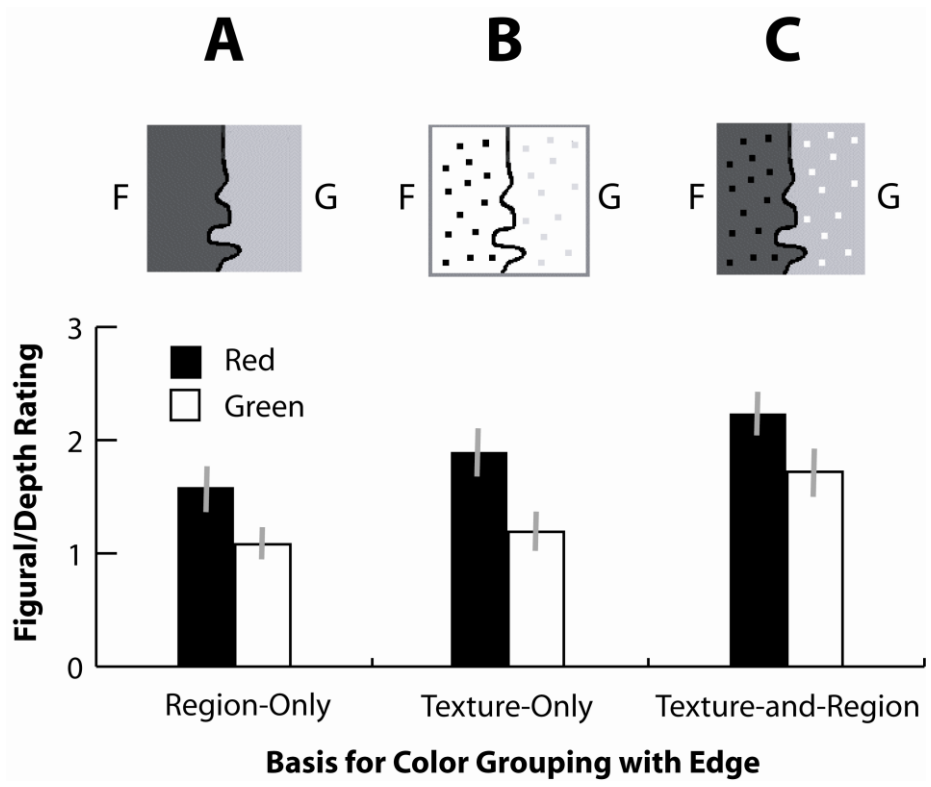 A B C
F G F G F G
3
Red
Green
2
1
0
Figural/Depth Rating
Region-Only Texture-Only Texture-and-Region
Basis for Color Grouping with Edge